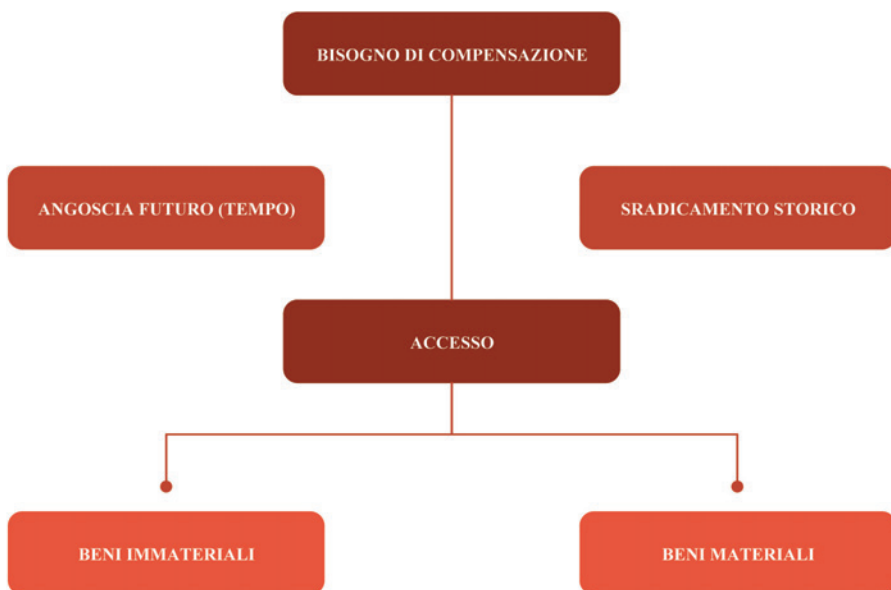 BISOGNO DI COMPENSAZIONE
ANGOSCIA FUTURO (TEMPO)
SRADICAMENTO STORICO
ACCESSO
BENI IMMATERIALI
BENI MATERIALI